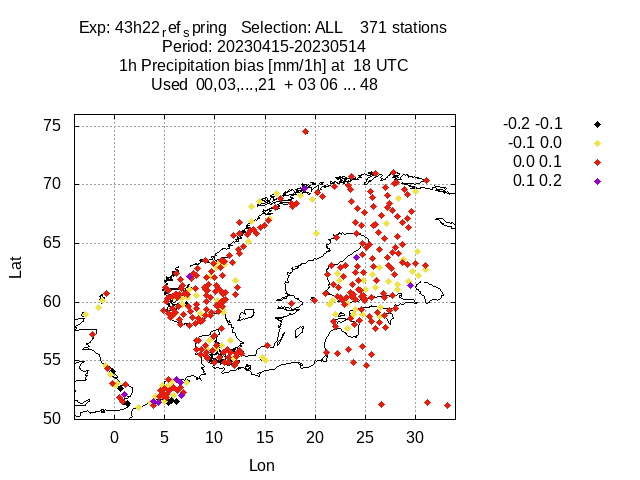 Exp: 43h22refspring   Selection: ALL    371 stations
Period: 20230415-20230514
1h Precipitation bias [mm/1h] at  18 UTC
Used  00,03,...,21  + 03 06 ... 48
-0.2 -0.1
-0.1 0.0
0.0 0.1
0.1 0.2
75
70
65
60
55
50
Lat
0 5 10 15 20 25 30
Lon